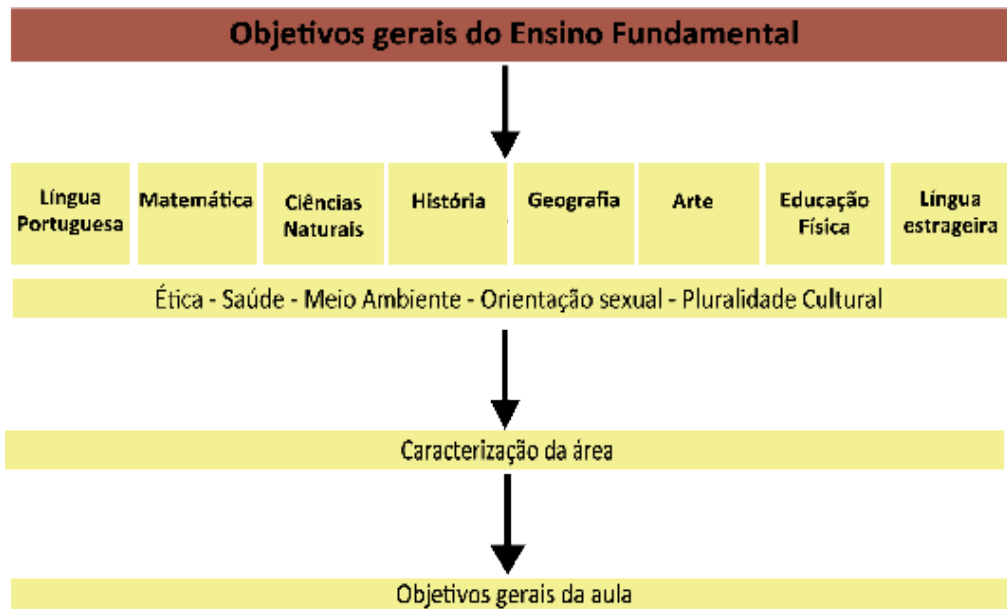 Objetivos gerais do Ensino Fundamental
Língua
Portuguesa
Matemática
Ciências
Naturais
História
Geografia
Arte
Educação
Física
Língua
estrageira
Ética - Saúde - Meio Ambiente - Orientação sexual - Pluralidade Cultural
Caracterização da área
Objetivos gerais da aula